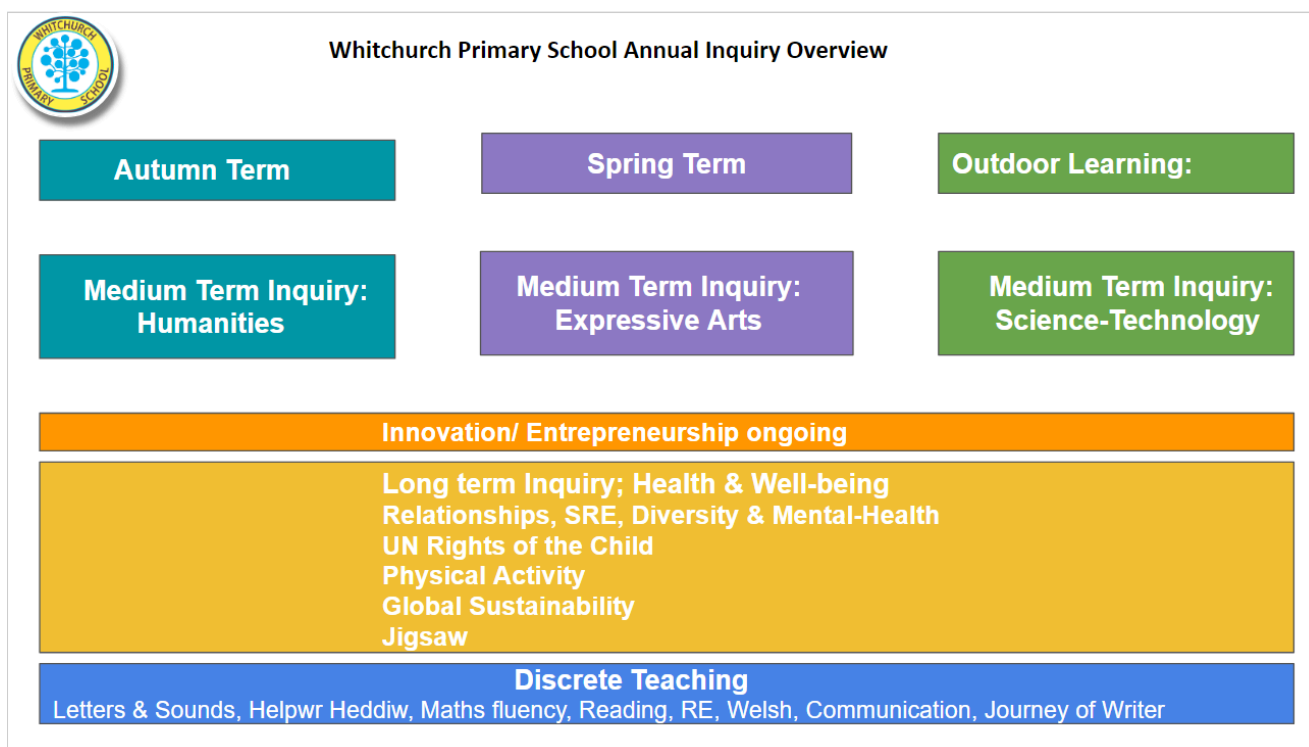 WHITCHURCH
PRIMARY SCHOOL
Whitchurch Primary School Annual Inquiry Overview
Autumn Term
Spring Term
Outdoor Learning:
Medium Term Inquiry:
Humanities
Medium Term Inquiry:
Expressive Arts
Medium Term Inquiry:
Science-Technology
Innovation/ Entrepreneurship ongoing
Long term Inquiry; Health & Well-being
Relationships, SRE, Diversity & Mental-Health
UN Rights of the Child
Physical Activity
Global Sustainability
Jigsaw
Discrete Teaching
Letters & Sounds, Helpwr Heddiw, Maths fluency, Reading, RE, Welsh, Communication, Journey of Writer